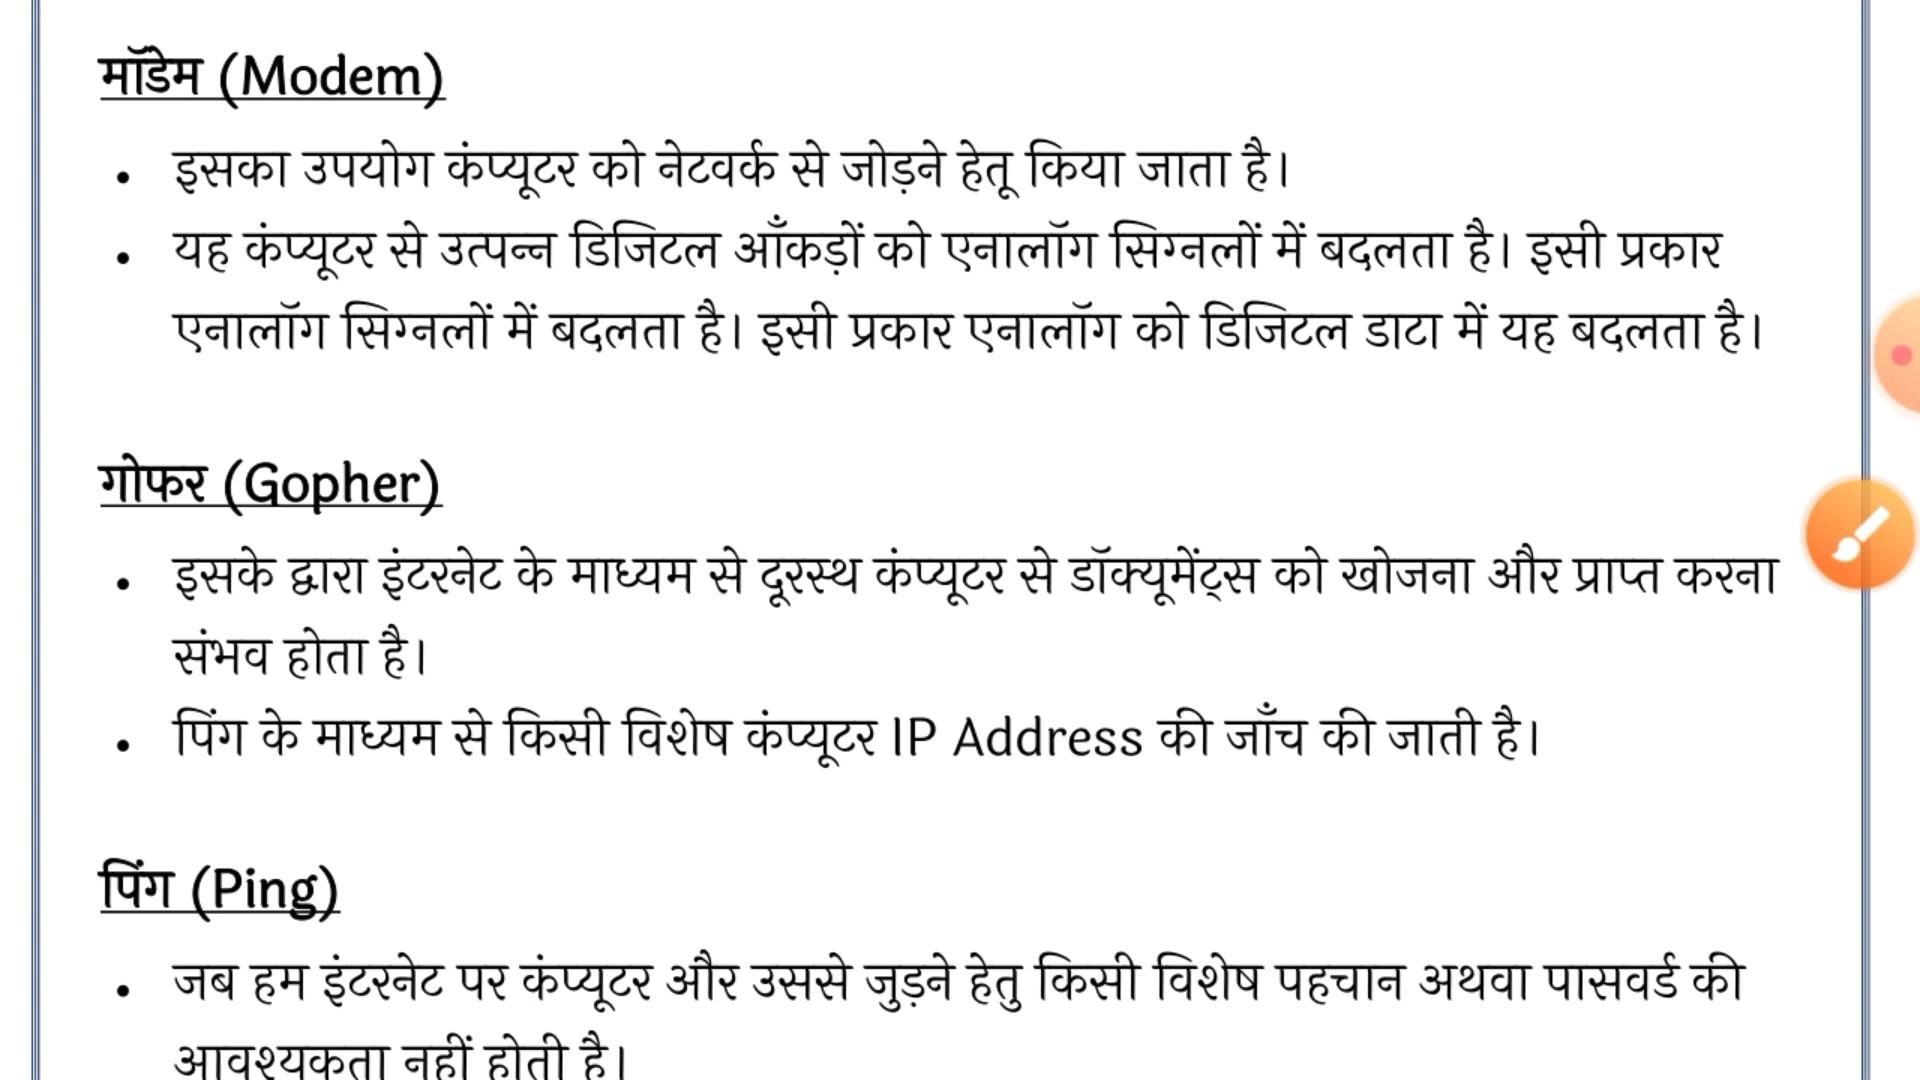 मॉडेम (Modem)
• इसका उपयोग कंप्यूटर को नेटवर्क से जोड़ने हेतू किया जाता है।
• यह कंप्यूटर से उत्पन्न डिजिटल आँकड़ों को एनालॉग सिग्नलों में बदलता है। इसी प्रकार
एनालॉग सिग्नलों में बदलता है। इसी प्रकार एनालॉग को डिजिटल डाटा में यह बदलता है।
गोफर (Gopher)
• इसके द्वारा इंटरनेट के माध्यम से दूरस्थ कंप्यूटर से डॉक्यूमेंट्स को खोजना और प्राप्त करना
संभव होता है।
• पिंग के माध्यम से किसी विशेष कंप्यूटर IP Address की जाँच की जाती है।
पिंग (Ping)
• जब हम इंटरनेट पर कंप्यूटर और उससे जुड़ने हेतु किसी विशेष पहचान अथवा पासवर्ड की
आवश्यकता नहीं होती है।